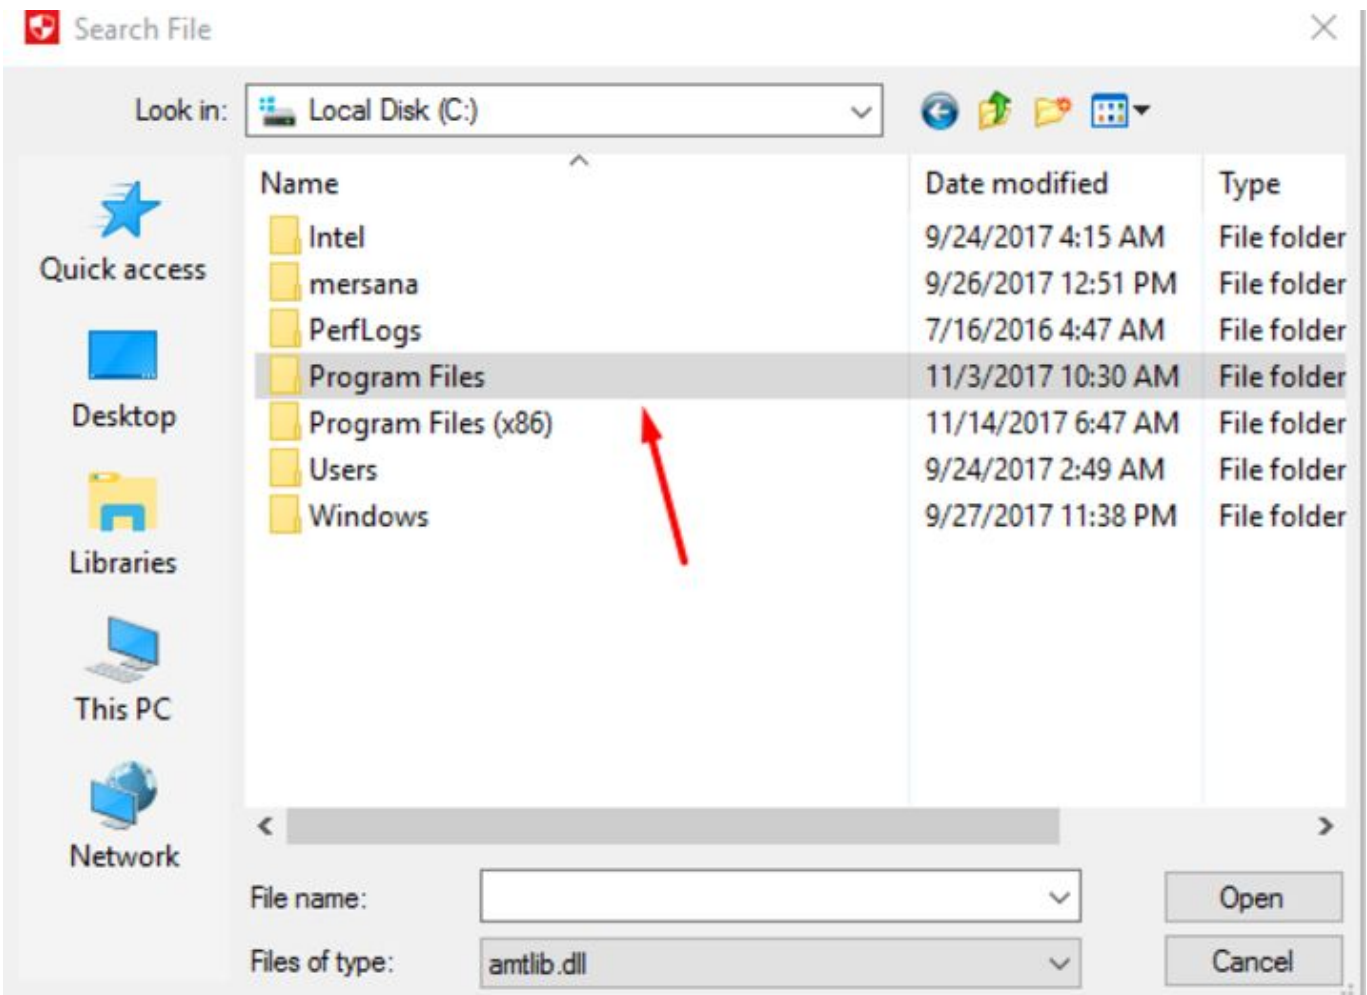 Search File
Look in: Local Disk (C:)
Name Date modified Type
Intel 9/24/2017 4:15 AM File folder
mersana 9/26/2017 12:51 PM File folder
PerfLogs 7/16/2016 4:47 AM File folder
Program Files 11/3/2017 10:30 AM File folder
Program Files (x86) 11/14/2017 6:47 AM File folder
Users 9/24/2017 2:49 AM File folder
Windows 9/27/2017 11:38 PM File folder
Quick access
Desktop
Libraries
This PC
Network
File name: Open
Files of type: amtlib.dll Cancel